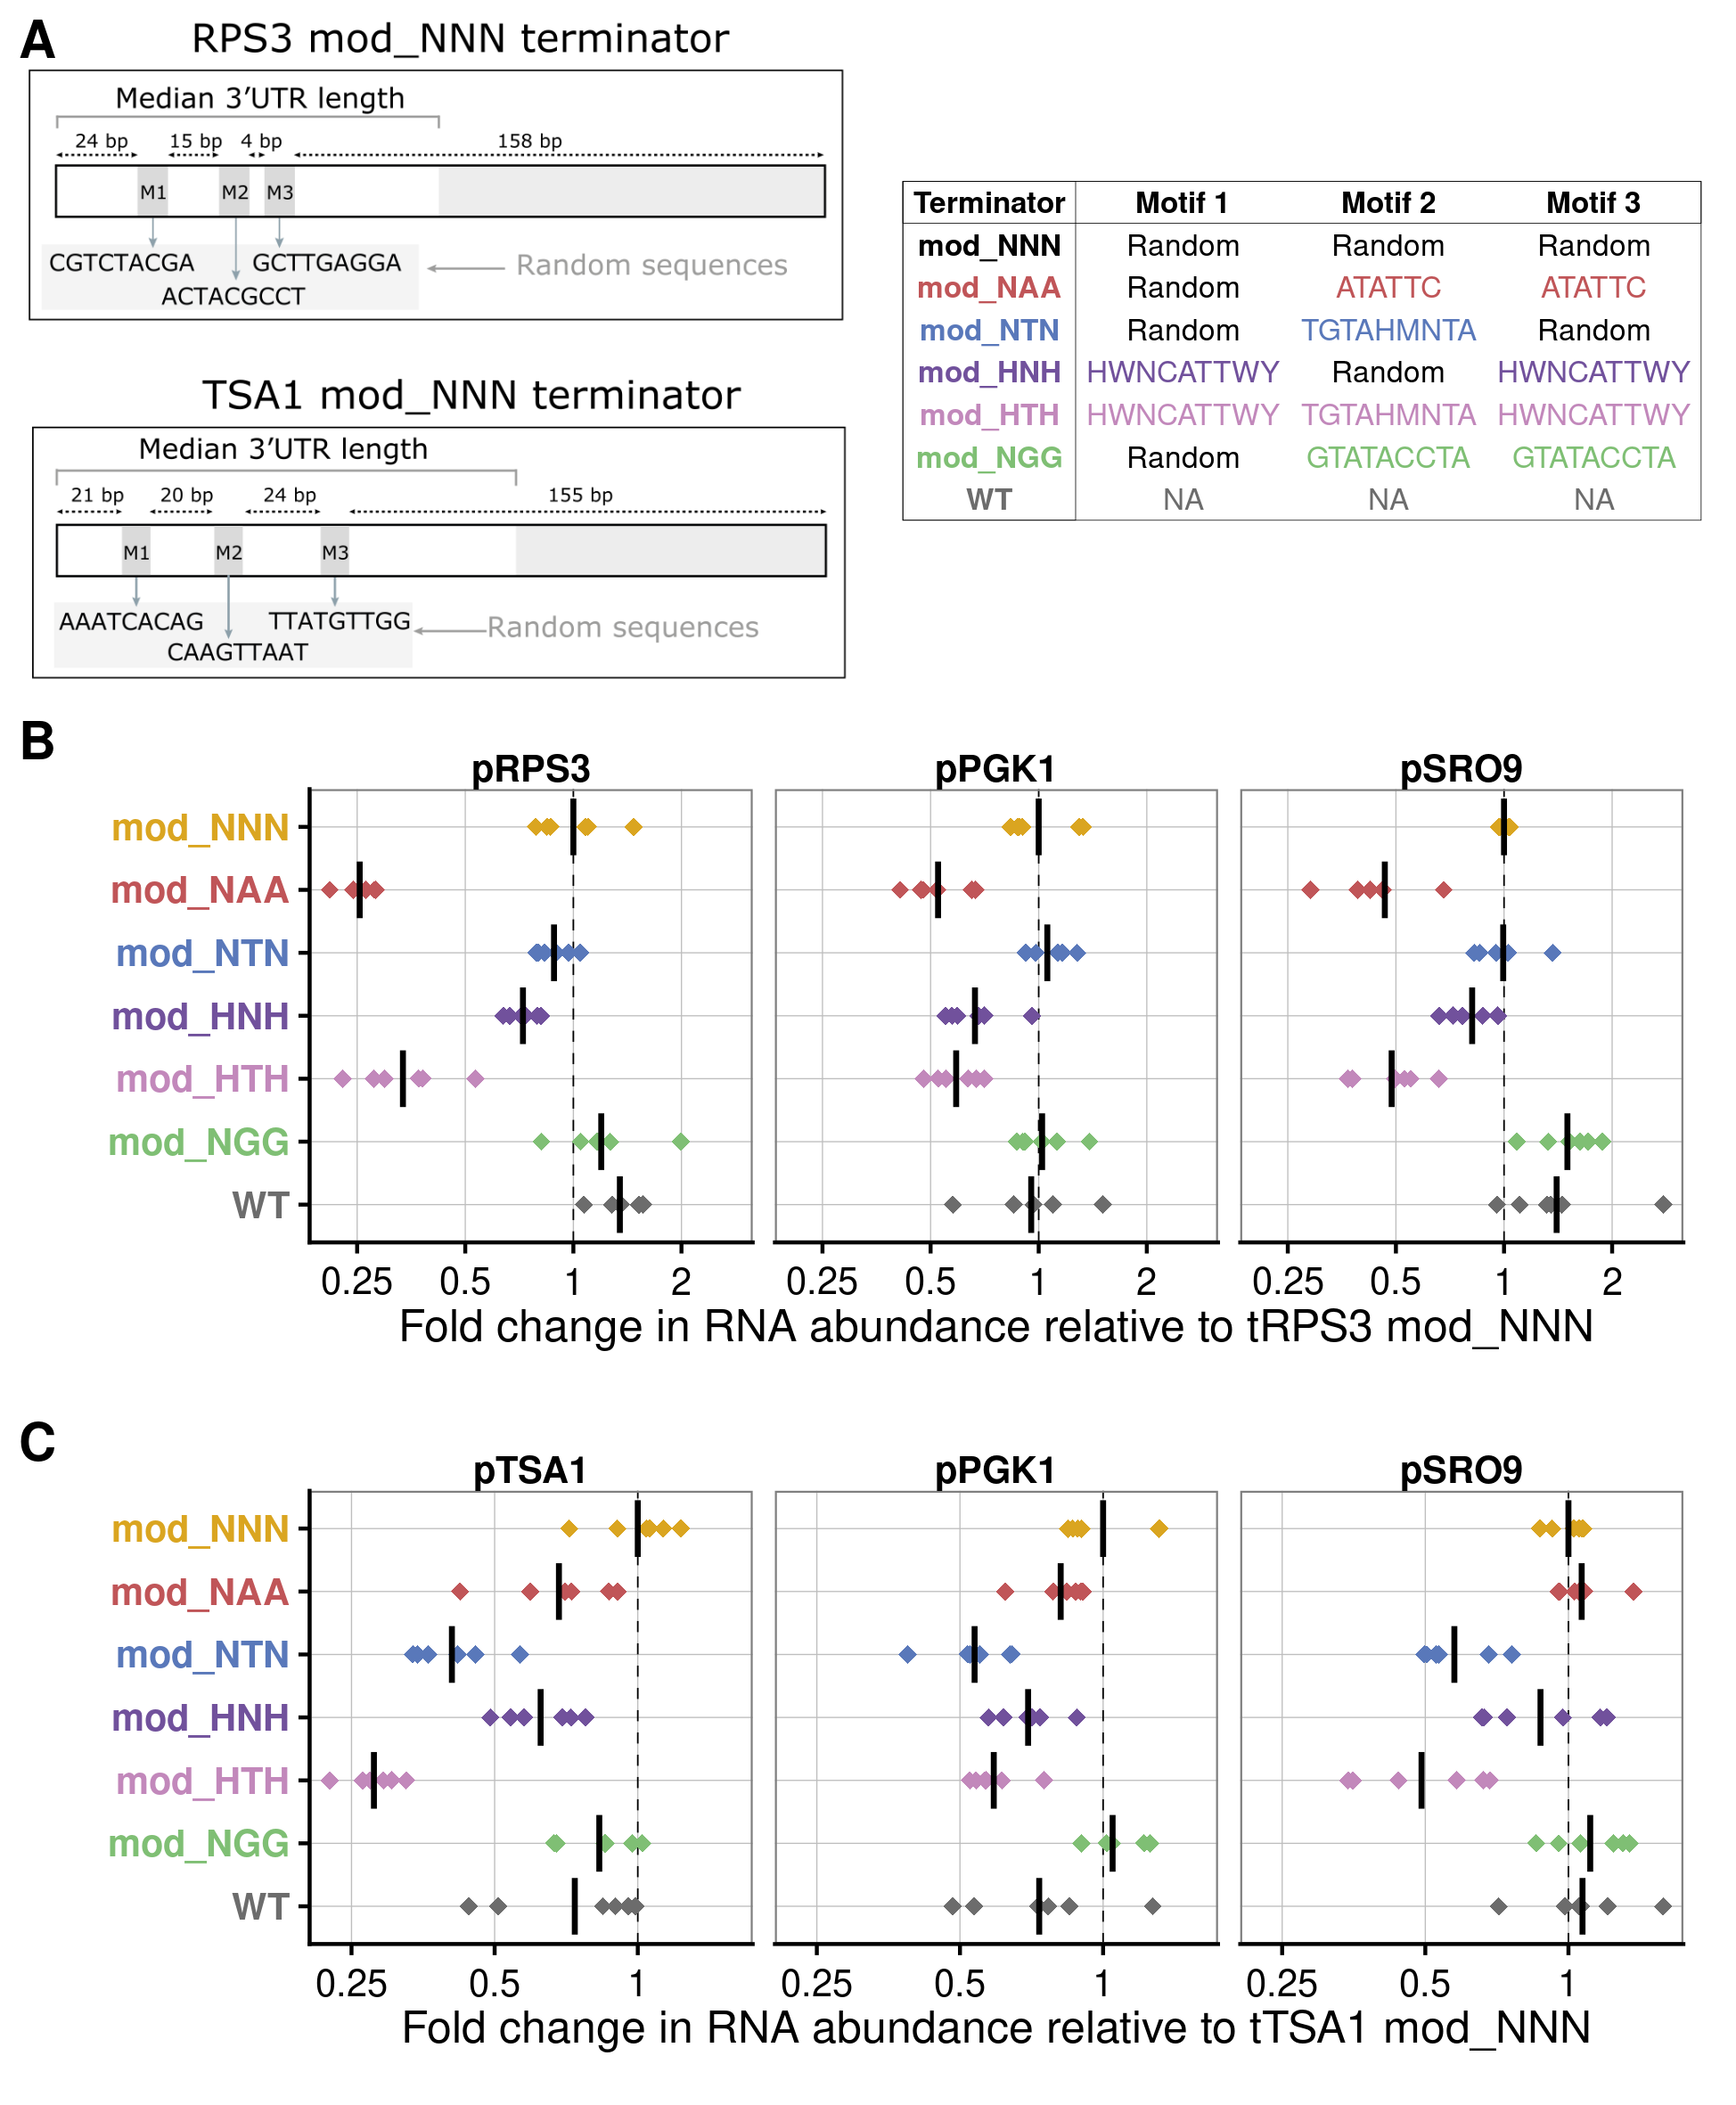 A
RPS3 mod_NNN terminator
Median 3′UTR length
24 bp 15 bp 4 bp 158 bp
M1 M2 M3
CGTCTACGA GCTTGAGGA Random sequences
ACTACGCCT
TSA1 mod_NNN terminator
Median 3′UTR length
21 bp 20 bp 24 bp 155 bp
M1 M2 M3
AAATCACAG TTATGTTGG Random sequences
CAAGTTAAT
Terminator Motif 1 Motif 2 Motif 3
mod_NNN Random Random Random
mod_NAA Random ATATTC ATATTC
mod_NTN Random TGTAHMNTA Random
mod_HNH HWNCATTWY Random HWNCATTWY
mod_HTH HWNCATTWY TGTAHMNTA HWNCATTWY
mod_NGG Random GTATACCTA GTATACCTA
WT NA NA NA
B
pRPS3 pPGK1 pSRO9
mod_NNN
mod_NAA
mod_NTN
mod_HNH
mod_HTH
mod_NGG
WT
0.25 0.5 1 2 0.25 0.5 1 2 0.25 0.5 1 2
Fold change in RNA abundance relative to tRPS3 mod_NNN
C
pTSA1 pPGK1 pSRO9
mod_NNN
mod_NAA
mod_NTN
mod_HNH
mod_HTH
mod_NGG
WT
0.25 0.5 1 0.25 0.5 1 0.25 0.5 1
Fold change in RNA abundance relative to tTSA1 mod_NNN